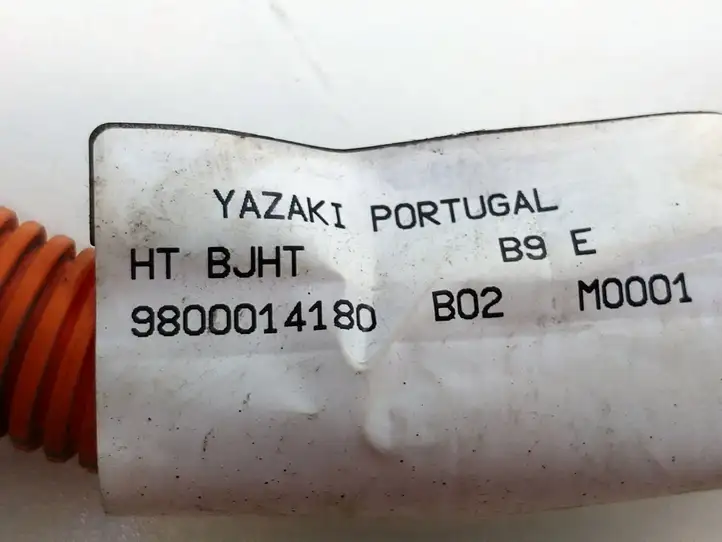 YAZAKI PORTUGAL
HT BJHT B9 E
9800014180 B02 M0001